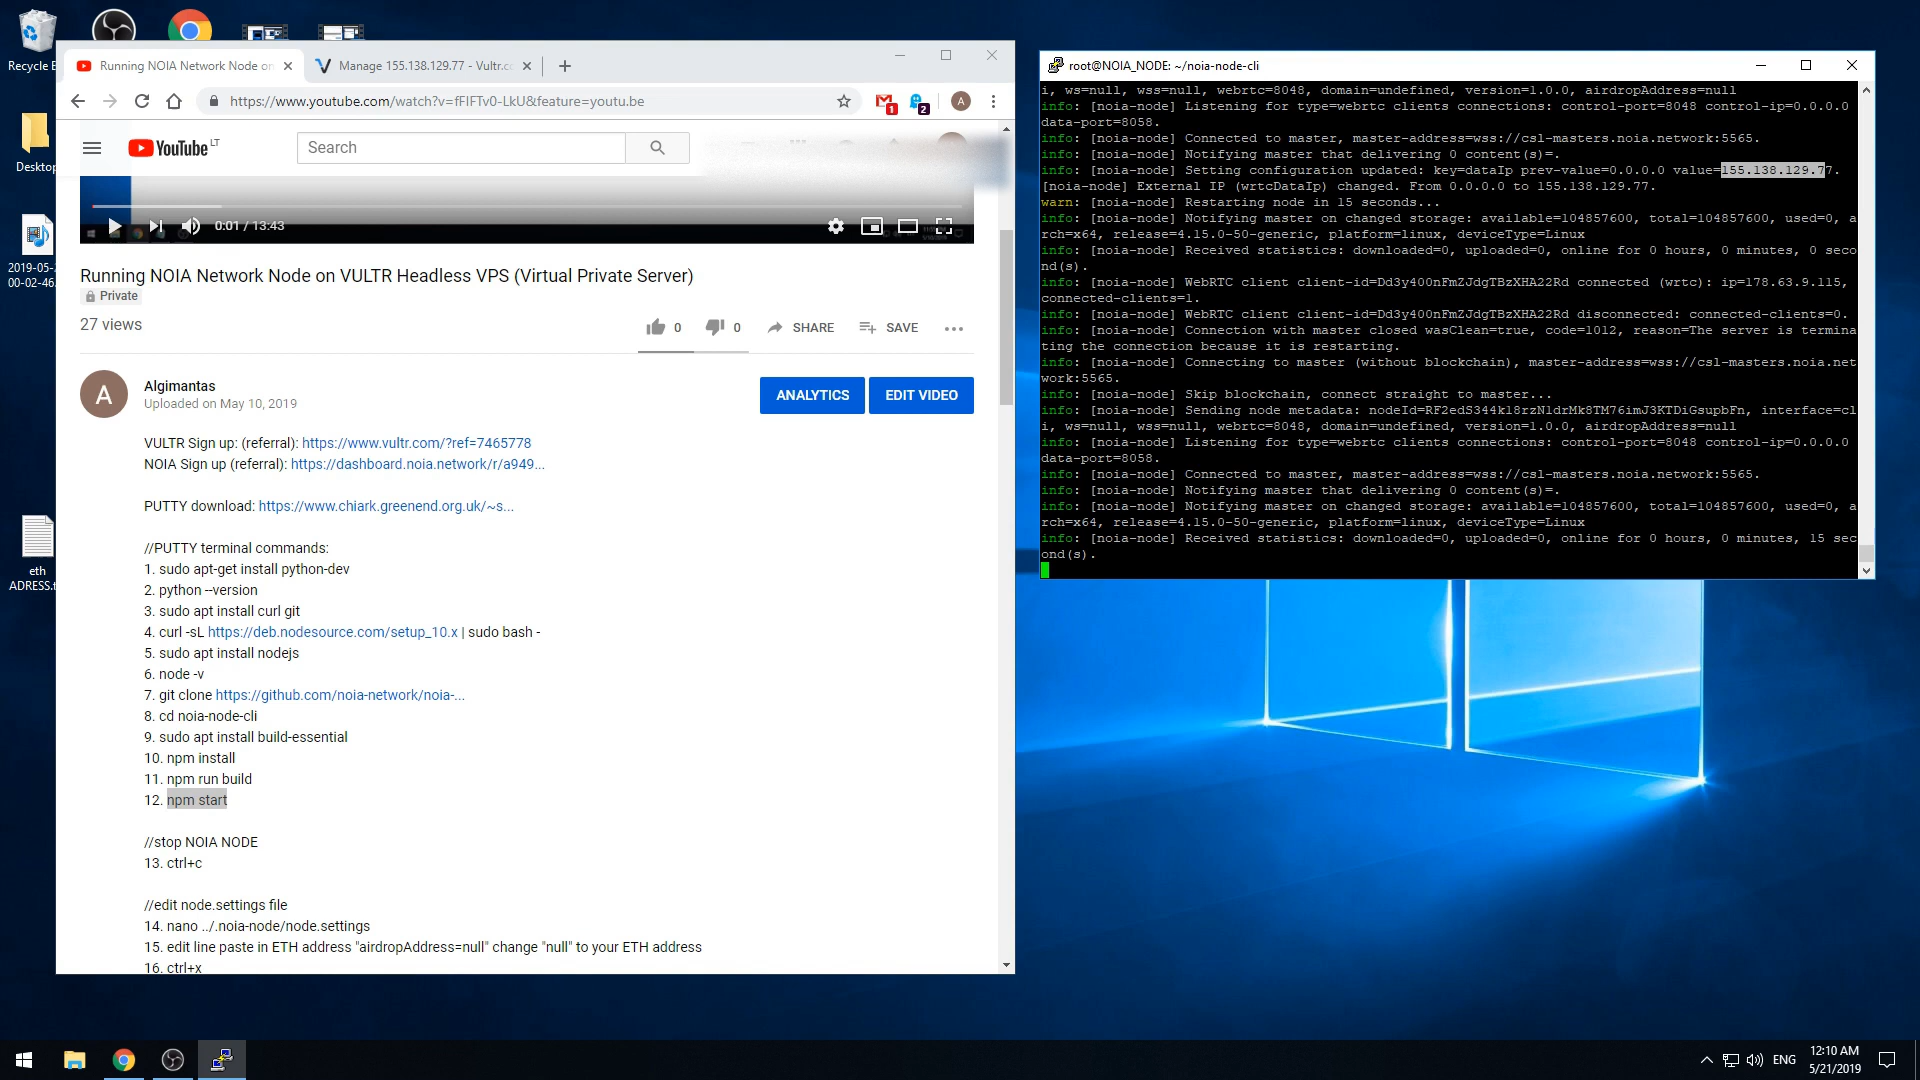 Recycle B
Desktop
2019-05-2
00-02-46.
eth
ADRESS.t
Running NOIA Network Node on
Manage 155.138.129.77 - Vultr.co
https://www.youtube.com/watch?v=fFIFTv0-LkU&feature=youtu.be
1
2
A
YouTube LT
Search
0:01 / 13:43
Running NOIA Network Node on VULTR Headless VPS (Virtual Private Server)
Private
27 views
0
0
SHARE
SAVE
A
Algimantas
Uploaded on May 10, 2019
ANALYTICS
EDIT VIDEO
VULTR Sign up: (referral): https://www.vultr.com/?ref=7465778
NOIA Sign up (referral): https://dashboard.noia.network/r/a949...
PUTTY download: https://www.chiark.greenend.org.uk/~s...
//PUTTY terminal commands:
1. sudo apt-get install python-dev
2. python --version
3. sudo apt install curl git
4. curl -sL https://deb.nodesource.com/setup_10.x | sudo bash -
5. sudo apt install nodejs
6. node -v
7. git clone https://github.com/noia-network/noia-...
8. cd noia-node-cli
9. sudo apt install build-essential
10. npm install
11. npm run build
12. npm start
//stop NOIA NODE
13. ctrl+c
//edit node.settings file
14. nano ../.noia-node/node.settings
15. edit line paste in ETH address "airdropAddress=null" change "null" to your ETH address
16. ctrl+x
root@NOIA_NODE: ~/noia-node-cli
i, ws=null, wss=null, webrtc=8048, domain=undefined, version=1.0.0, airdropAddress=null
info: [noia-node] Listening for type=webrtc clients connections: control-port=8048 control-ip=0.0.0.0
data-port=8058.
info: [noia-node] Connected to master, master-address=wss://csl-masters.noia.network:5565.
info: [noia-node] Notifying master that delivering 0 content(s)=.
info: [noia-node] Setting configuration updated: key=dataIp prev-value=0.0.0.0 value=155.138.129.77.
[noia-node] External IP (wrtcDataIp) changed. From 0.0.0.0 to 155.138.129.77.
warn: [noia-node] Restarting node in 15 seconds...
info: [noia-node] Notifying master on changed storage: available=104857600, total=104857600, used=0, a
rch=x64, release=4.15.0-50-generic, platform=linux, deviceType=Linux
info: [noia-node] Received statistics: downloaded=0, uploaded=0, online for 0 hours, 0 minutes, 0 seco
nd(s).
info: [noia-node] WebRTC client client-id=Dd3y400nFmZJdgTBzXHA22Rd connected (wrtc): ip=178.63.9.115,
connected-clients=1.
info: [noia-node] WebRTC client client-id=Dd3y400nFmZJdgTBzXHA22Rd disconnected: connected-clients=0.
info: [noia-node] Connection with master closed wasClean=true, code=1012, reason=The server is termina
ting the connection because it is restarting.
info: [noia-node] Connecting to master (without blockchain), master-address=wss://csl-masters.noia.net
work:5565.
info: [noia-node] Skip blockchain, connect straight to master...
info: [noia-node] Sending node metadata: nodeId=RF2edS344k18rzN1drMk8TM76imJ3KTDiGsupbFn, interface=cl
i, ws=null, wss=null, webrtc=8048, domain=undefined, version=1.0.0, airdropAddress=null
info: [noia-node] Listening for type=webrtc clients connections: control-port=8048 control-ip=0.0.0.0
data-port=8058.
info: [noia-node] Connected to master, master-address=wss://csl-masters.noia.network:5565.
info: [noia-node] Notifying master that delivering 0 content(s)=.
info: [noia-node] Notifying master on changed storage: available=104857600, total=104857600, used=0, a
rch=x64, release=4.15.0-50-generic, platform=linux, deviceType=Linux
info: [noia-node] Received statistics: downloaded=0, uploaded=0, online for 0 hours, 0 minutes, 15 sec
ond(s).
ENG
12:10 AM
5/21/2019